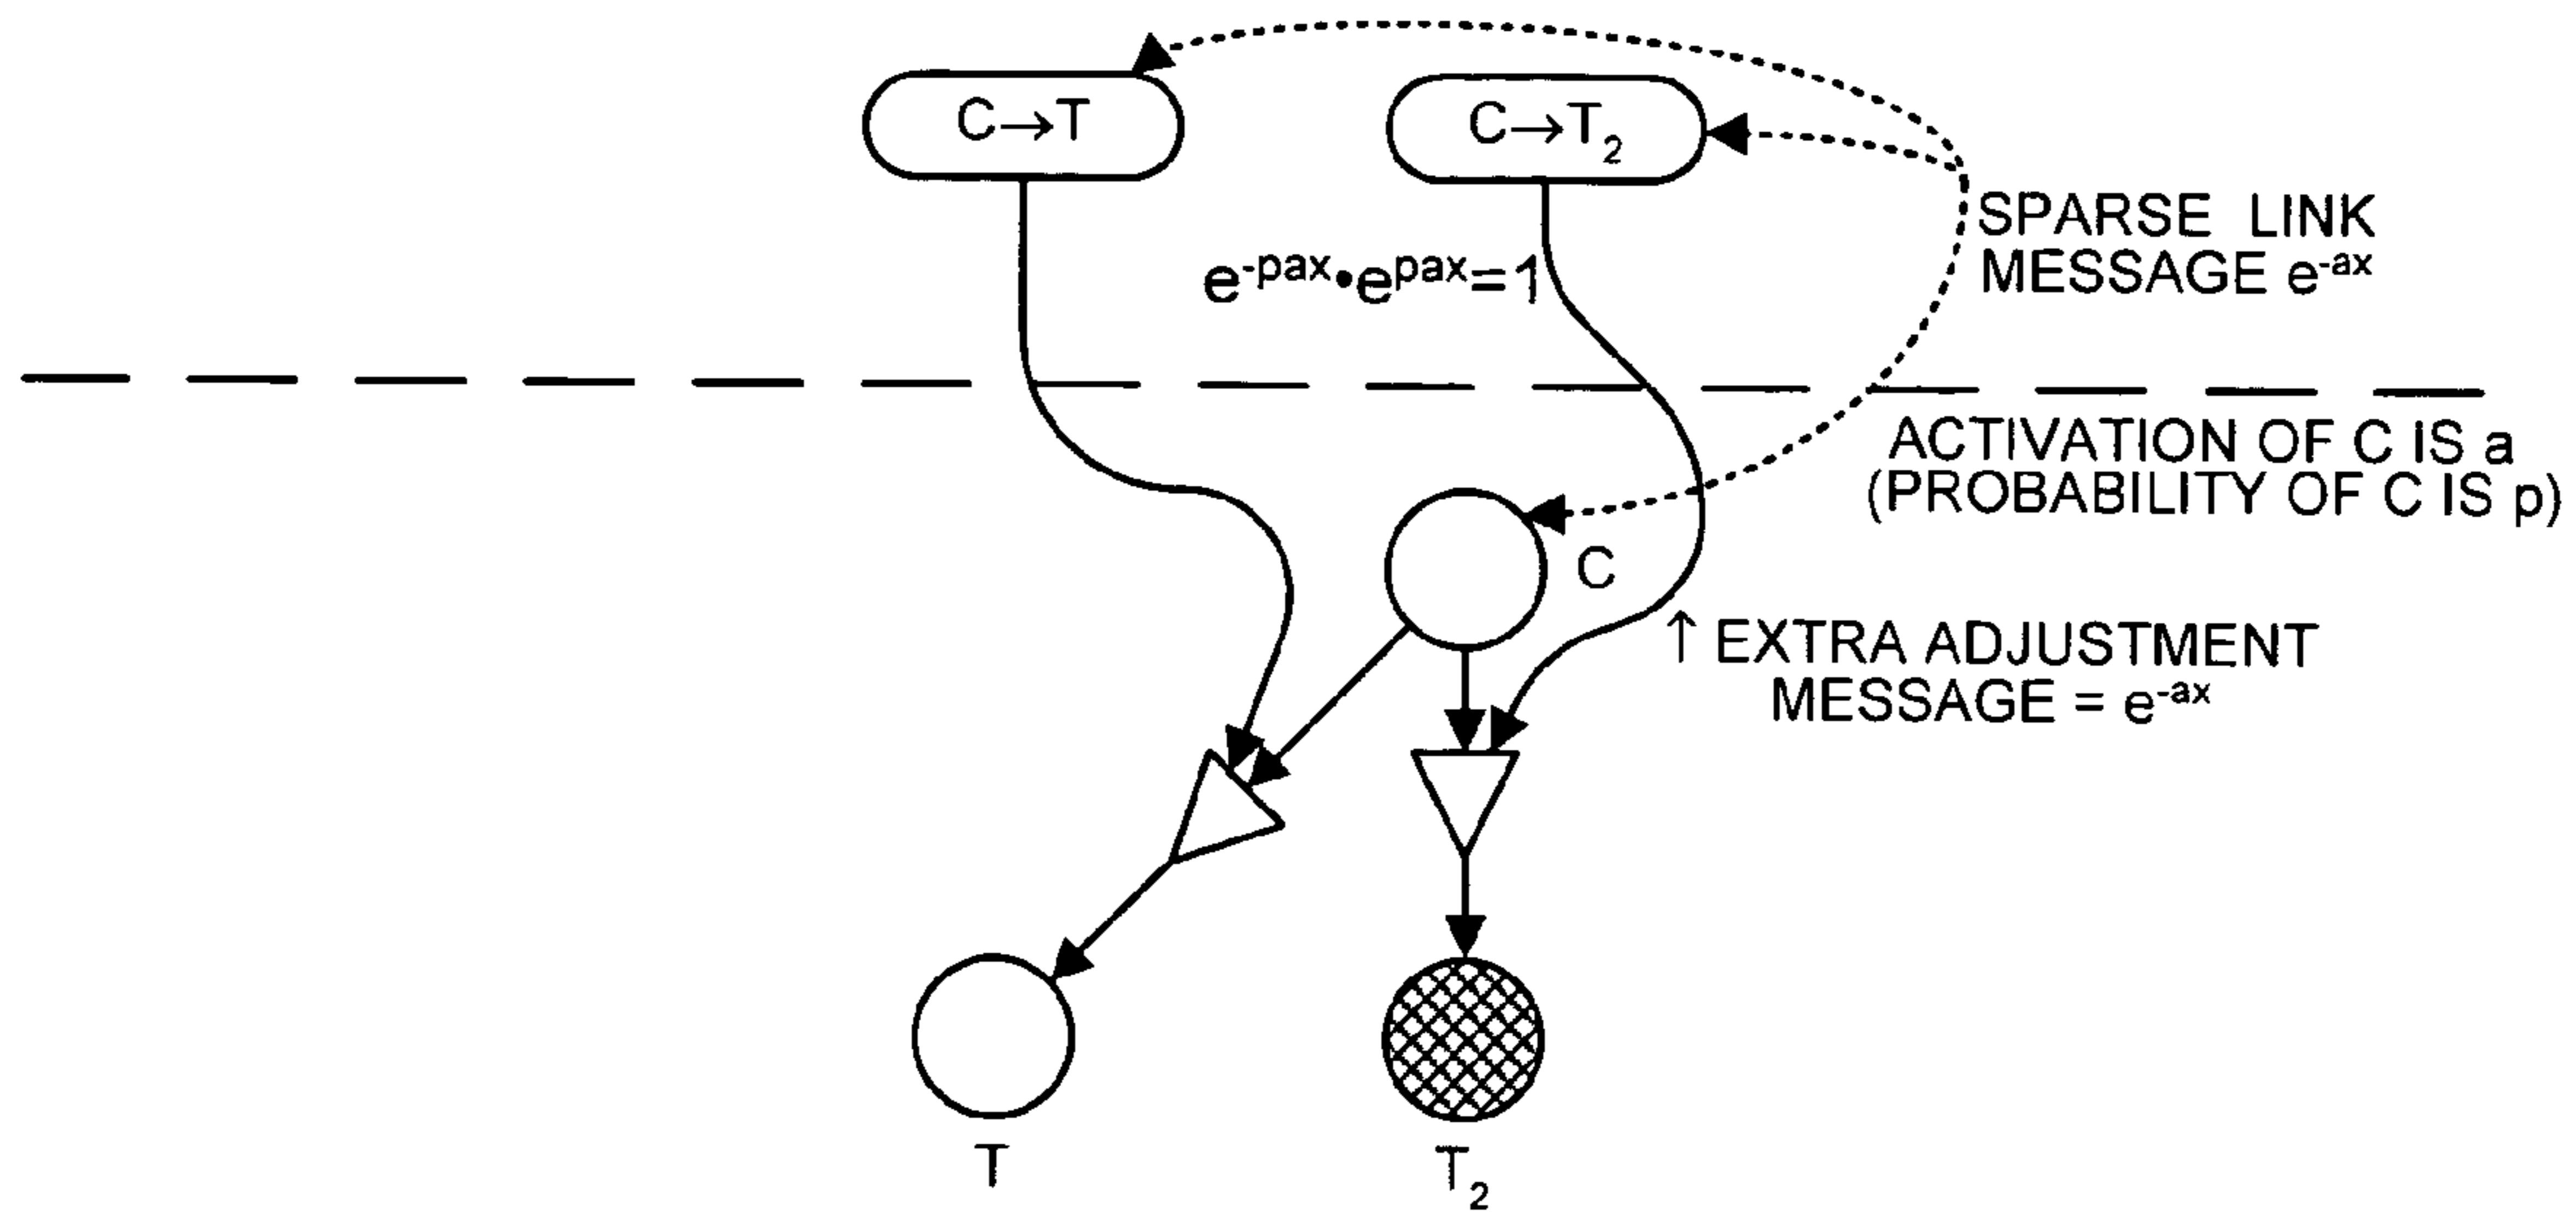 C→T
C→T₂
SPARSE LINK
MESSAGE e⁻ᵃˣ
e⁻ᵖᵃˣ•eᵖᵃˣ=1
ACTIVATION OF C IS a
(PROBABILITY OF C IS p)
C
↑ EXTRA ADJUSTMENT
MESSAGE = e⁻ᵃˣ
T
T₂